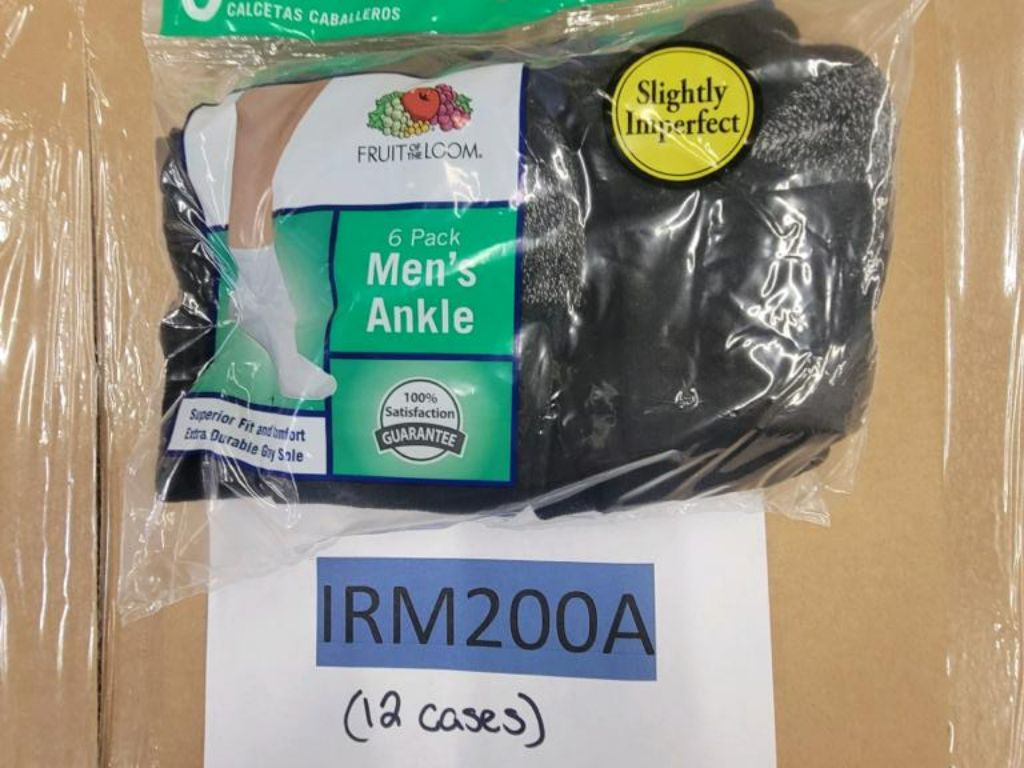 CALCETAS CABALLEROS
Slightly
Imperfect
FRUIT OF THE LOOM.
6 Pack
Men's
Ankle
100%
Satisfaction
GUARANTEE
Superior Fit and Comfort
Extra Durable Gry Sole
IRM200A
(12 cases)